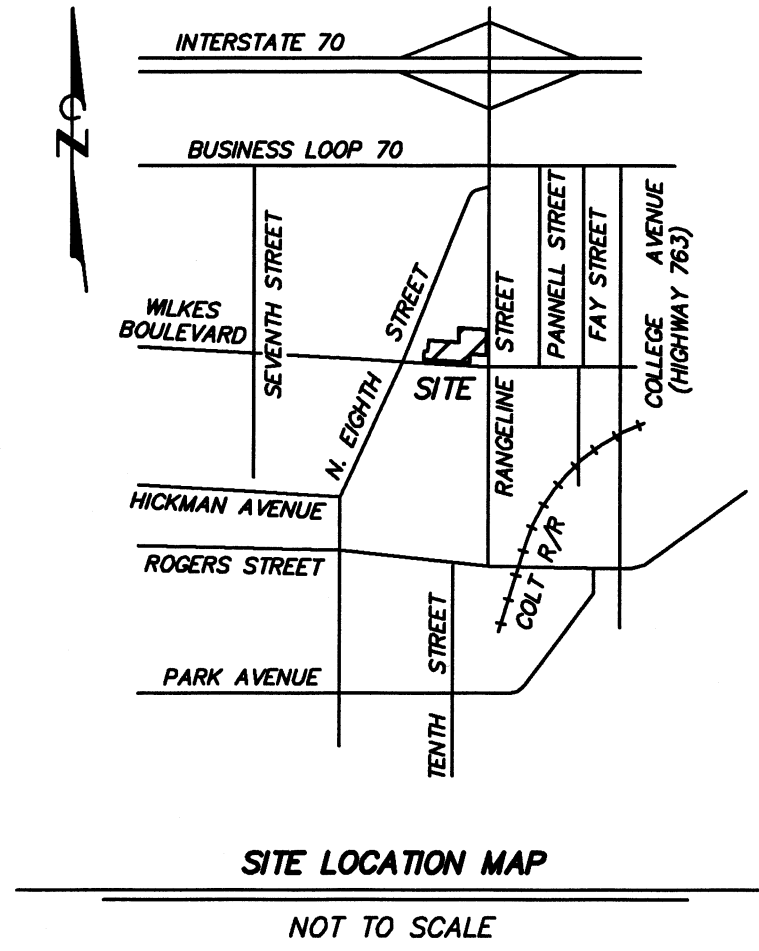 INTERSTATE 70
N
BUSINESS LOOP 70
SEVENTH STREET
N. EIGHTH STREET
RANGELINE STREET
PANNELL STREET
FAY STREET
COLLEGE AVENUE
(HIGHWAY 763)
WILKES
BOULEVARD
SITE
HICKMAN AVENUE
ROGERS STREET
COLT R/R
PARK AVENUE
TENTH STREET
SITE LOCATION MAP
NOT TO SCALE